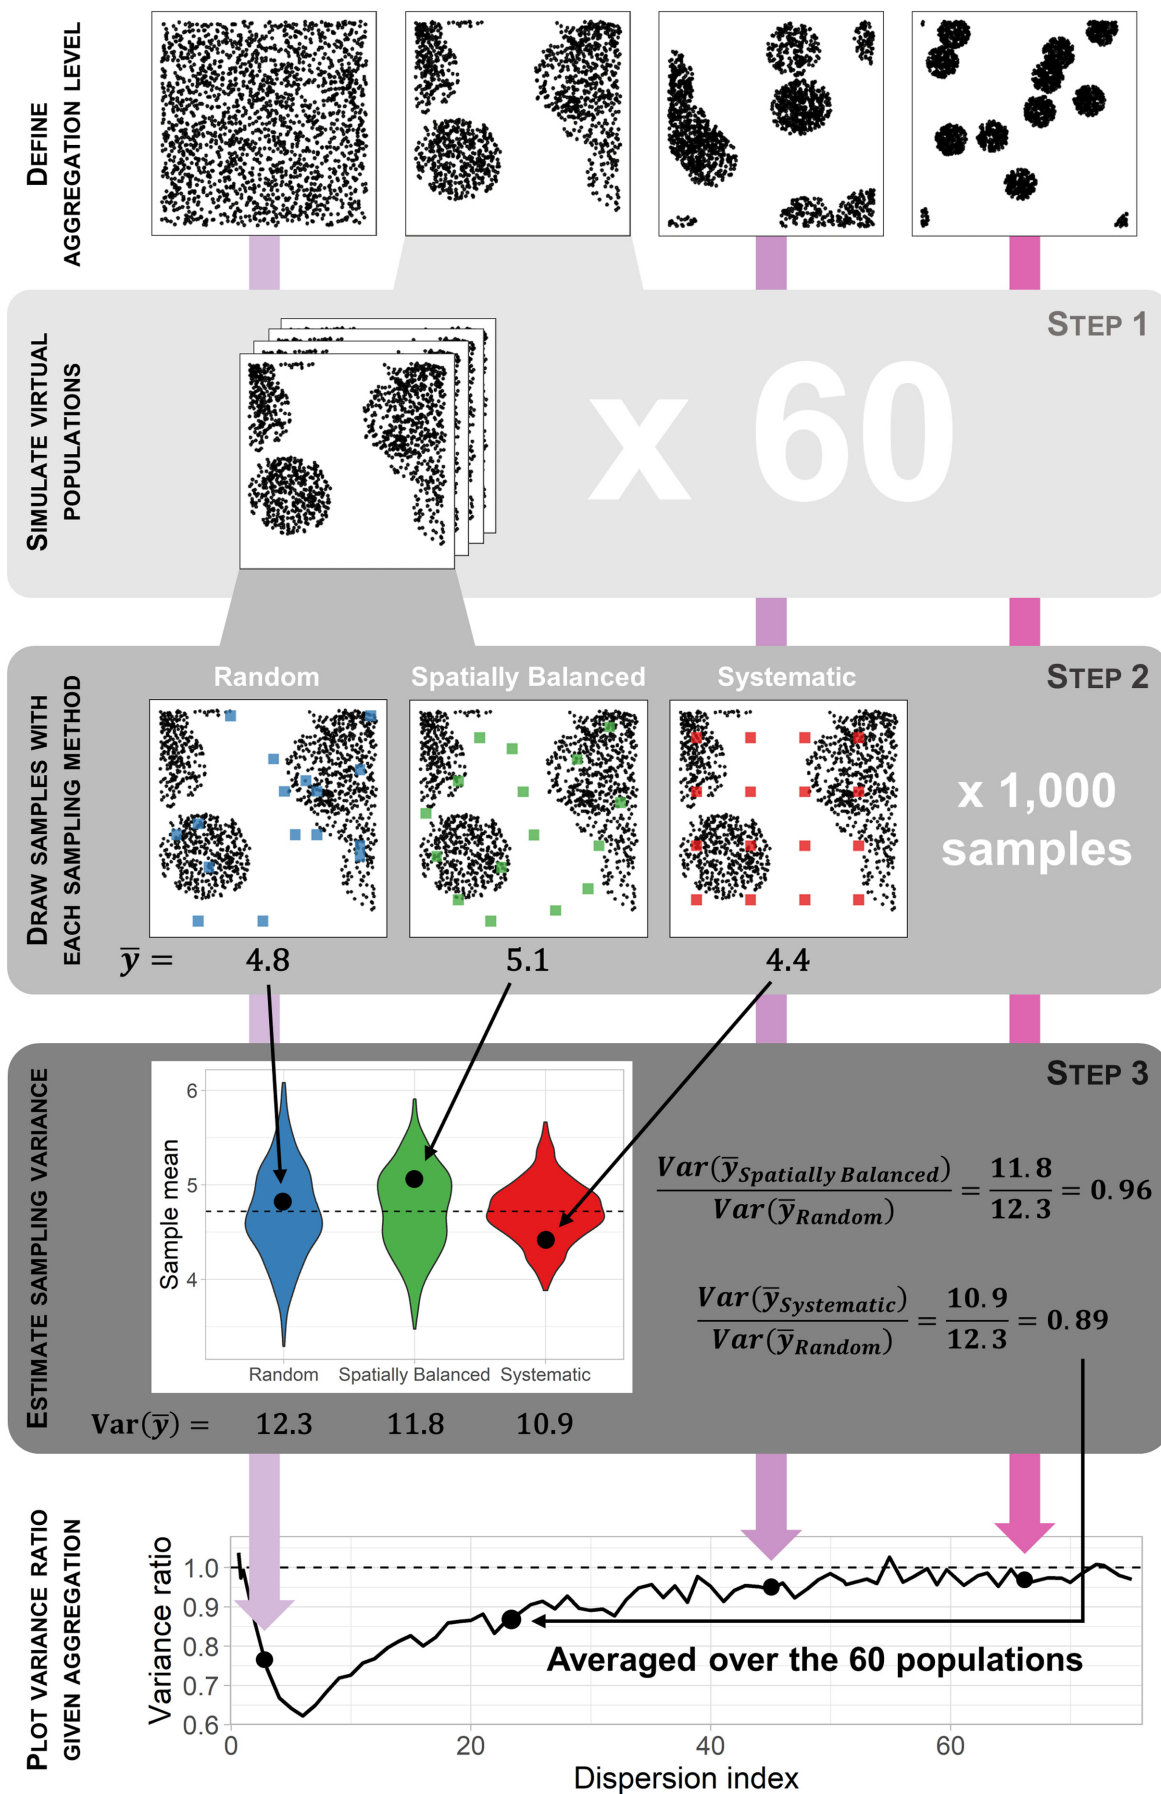 DEFINE
AGGREGATION LEVEL
STEP 1
SIMULATE VIRTUAL
POPULATIONS
x 60
STEP 2
DRAW SAMPLES WITH
EACH SAMPLING METHOD
Random
Spatially Balanced
Systematic
x 1,000
samples
y̅ = 4.8 5.1 4.4
STEP 3
ESTIMATE SAMPLING VARIANCE
Sample mean
6
5
4
Random Spatially Balanced Systematic
Var(y̅Spatially Balanced) / Var(y̅Random) = 11.8 / 12.3 = 0.96
Var(y̅Systematic) / Var(y̅Random) = 10.9 / 12.3 = 0.89
Var(y̅) = 12.3 11.8 10.9
PLOT VARIANCE RATIO
GIVEN AGGREGATION
Variance ratio
1.0
0.9
0.8
0.7
0.6
Averaged over the 60 populations
0 20 40 60
Dispersion index